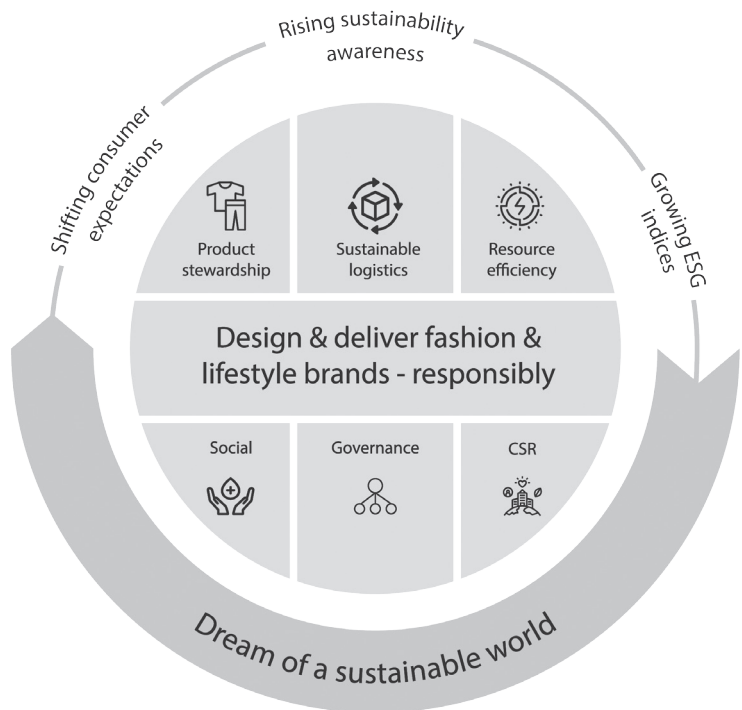 Rising sustainability
awareness
Shifting consumer
expectations
Growing ESG
indices
Product
stewardship
Sustainable
logistics
Resource
efficiency
Design & deliver fashion &
lifestyle brands - responsibly
Social
Governance
CSR
Dream of a sustainable world